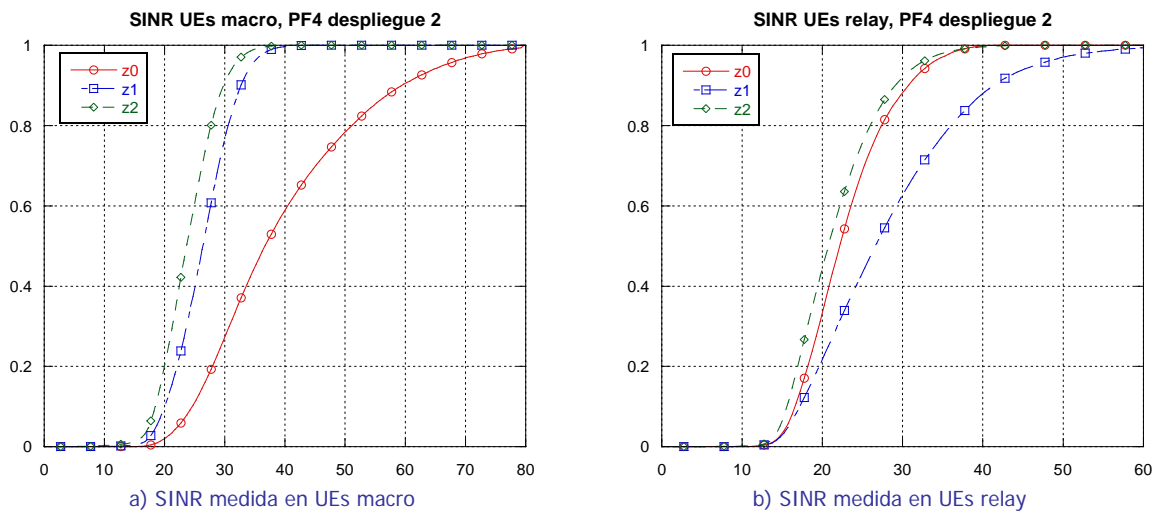 SINR UEs macro, PF4 despliegue 2
1
0.8
0.6
0.4
0.2
0
z0
z1
z2
0 10 20 30 40 50 60 70 80
a) SINR medida en UEs macro
SINR UEs relay, PF4 despliegue 2
1
0.8
0.6
0.4
0.2
0
z0
z1
z2
0 10 20 30 40 50 60
b) SINR medida en UEs relay